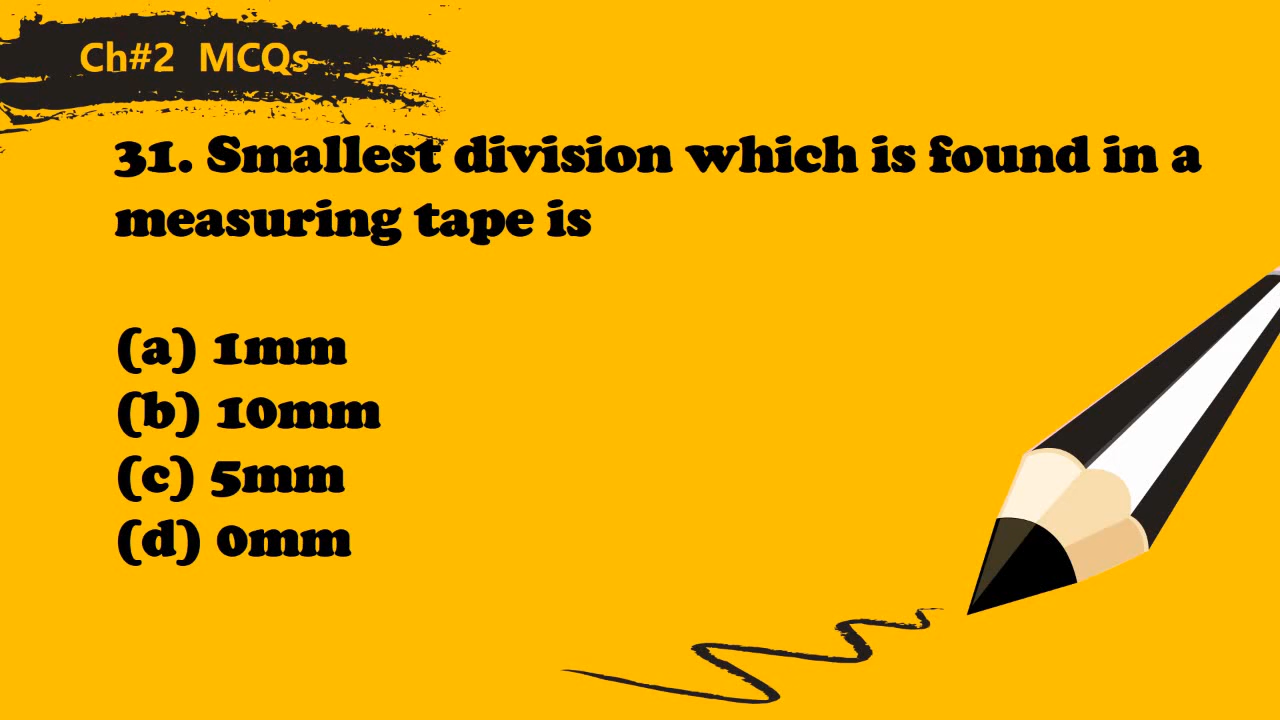 Ch#2 MCQs
31. Smallest division which is found in a
measuring tape is
(a) 1mm
(b) 10mm
(c) 5mm
(d) 0mm